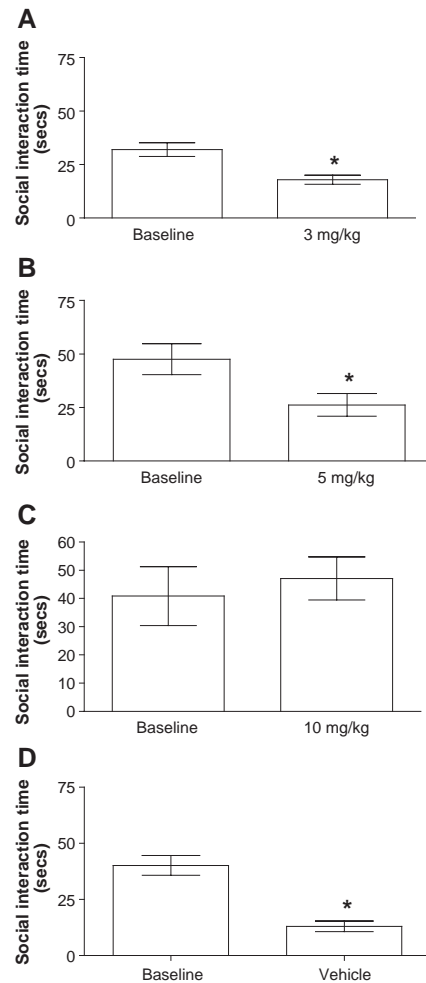 A
Social interaction time
(secs)
75
50
25
0
*
Baseline
3 mg/kg
B
Social interaction time
(secs)
75
50
25
0
*
Baseline
5 mg/kg
C
Social interaction time
(secs)
60
50
40
30
20
10
0
Baseline
10 mg/kg
D
Social interaction time
(secs)
75
50
25
0
*
Baseline
Vehicle